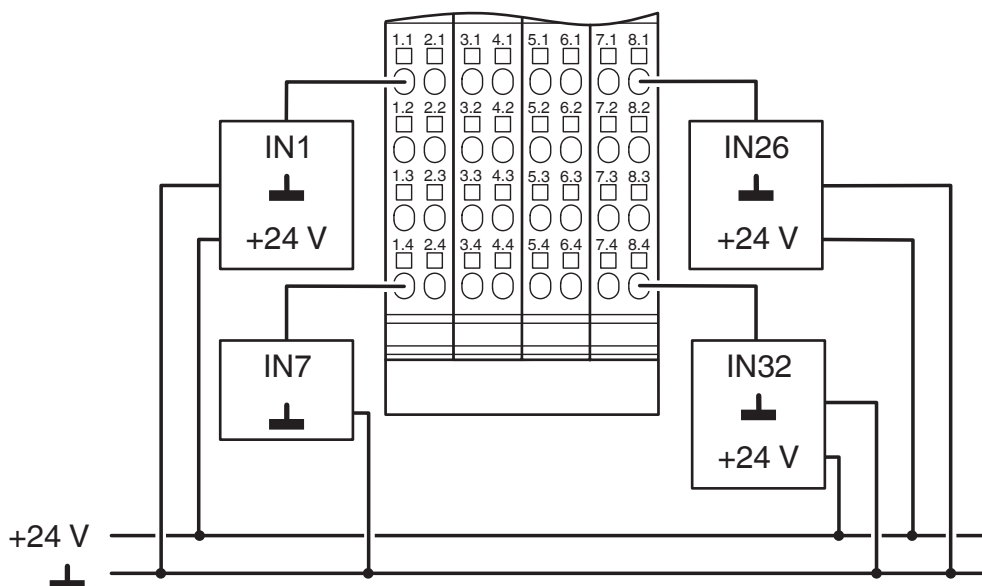 1.1 2.1 3.1 4.1 5.1 6.1 7.1 8.1
1.2 2.2 3.2 4.2 5.2 6.2 7.2 8.2
IN1
+24 V
IN26
+24 V
1.3 2.3 3.3 4.3 5.3 6.3 7.3 8.3
1.4 2.4 3.4 4.4 5.4 6.4 7.4 8.4
IN7
IN32
+24 V
+24 V